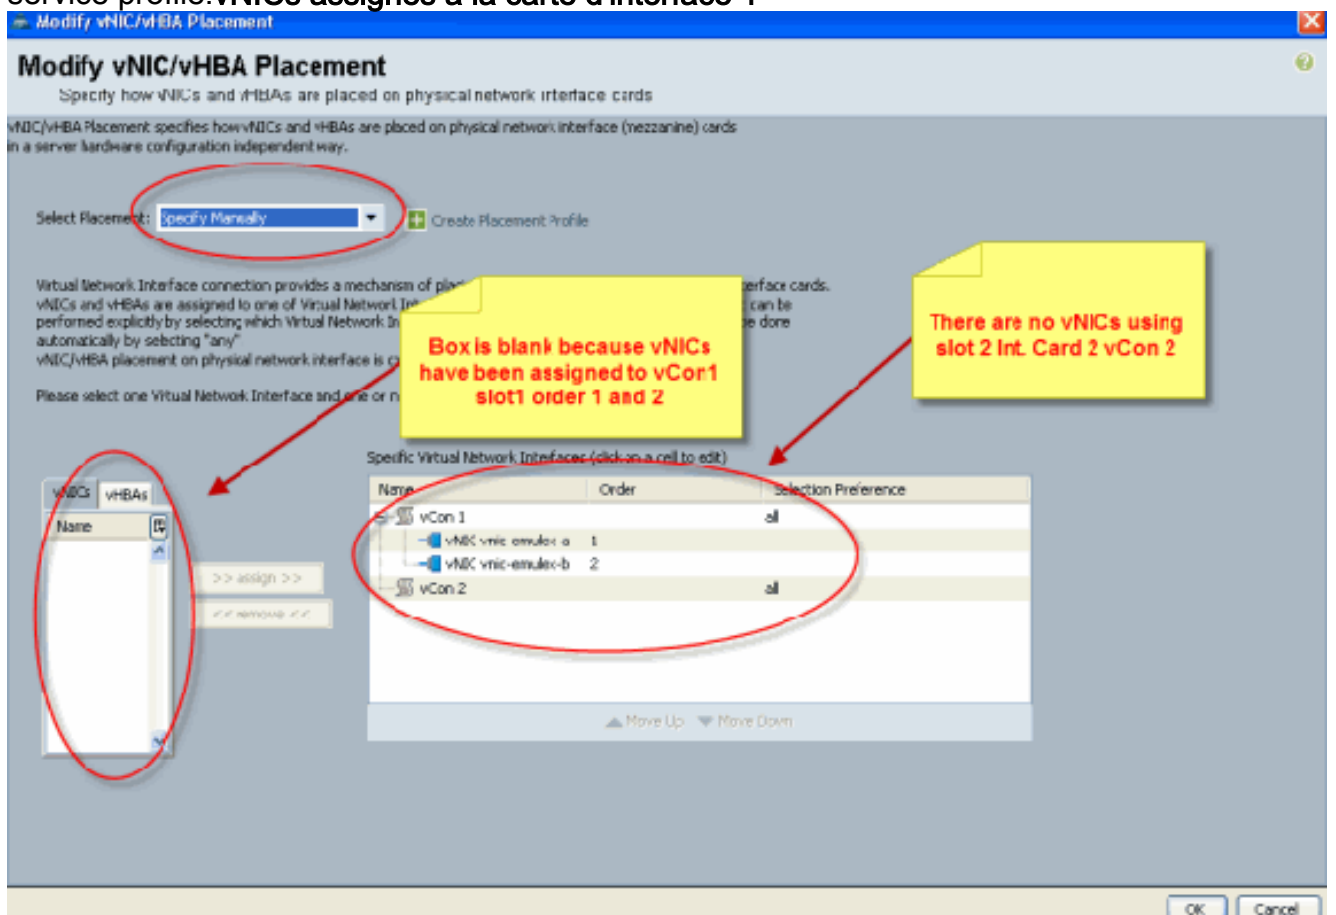 service profile.vNICs assignés à la carte d'interface 1
Modify vNIC/vHBA Placement
Modify vNIC/vHBA Placement
Specify how vNICs and vHBAs are placed on physical network interface cards
vNIC/vHBA Placement specifies how vNICs and vHBAs are placed on physical network interface (mezzanine) cards
in a server hardware configuration independent way.
Select Placement: Specify Manually
Create Placement Profile
Virtual Network Interface connection provides a mechanism of
erface cards.
vNICs and vHBAs are assigned to one of Virtual Network
can be
performed explicitly by selecting which Virtual Network
be done
automatically by selecting "any"
vNIC/vHBA placement on physical network interface is
Please select one Virtual Network Interface and one or
Box is blank because vNICs
have been assigned to vCon1
slot1 order 1 and 2
There are no vNICs using
slot 2 Int. Card 2 vCon 2
Specific Virtual Network Interfaces (click on a cell to edit)
vNICs vHBAs
Name
>> assign >>
<< remove <<
Name Order Selection Preference
vCon 1 all
vNIC vnic-emulex-a 1
vNIC vnic-emulex-b 2
vCon 2 all
Move Up Move Down
OK Cancel